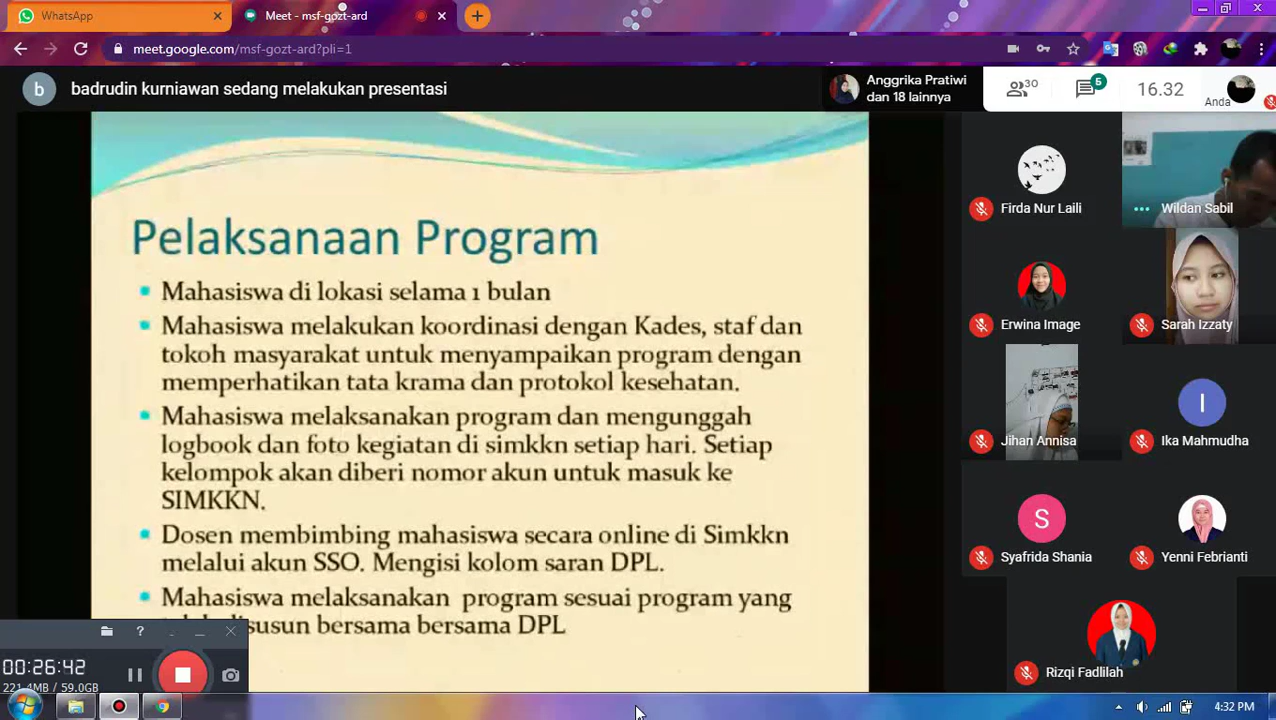 WhatsApp
Meet - msf-gozt-ard
meet.google.com/msf-gozt-ard?pli=1
b
badrudin kurniawan sedang melakukan presentasi
Anggrika Pratiwi
dan 18 lainnya
30
5
16.32
Anda
Pelaksanaan Program
Mahasiswa di lokasi selama 1 bulan
Mahasiswa melakukan koordinasi dengan Kades, staf dan
tokoh masyarakat untuk menyampaikan program dengan
memperhatikan tata krama dan protokol kesehatan.
Mahasiswa melaksanakan program dan mengunggah
logbook dan foto kegiatan di simkkn setiap hari. Setiap
kelompok akan diberi nomor akun untuk masuk ke
SIMKKN.
Dosen membimbing mahasiswa secara online di Simkkn
melalui akun SSO. Mengisi kolom saran DPL.
Mahasiswa melaksanakan program sesuai program yang
susun bersama bersama DPL
Firda Nur Laili
Wildan Sabil
Erwina Image
Sarah Izzaty
Jihan Annisa
I
Ika Mahmudha
S
Syafrida Shania
Yenni Febrianti
Rizqi Fadlilah
?
00:26:42
221.4MB / 59.0GB
4:32 PM